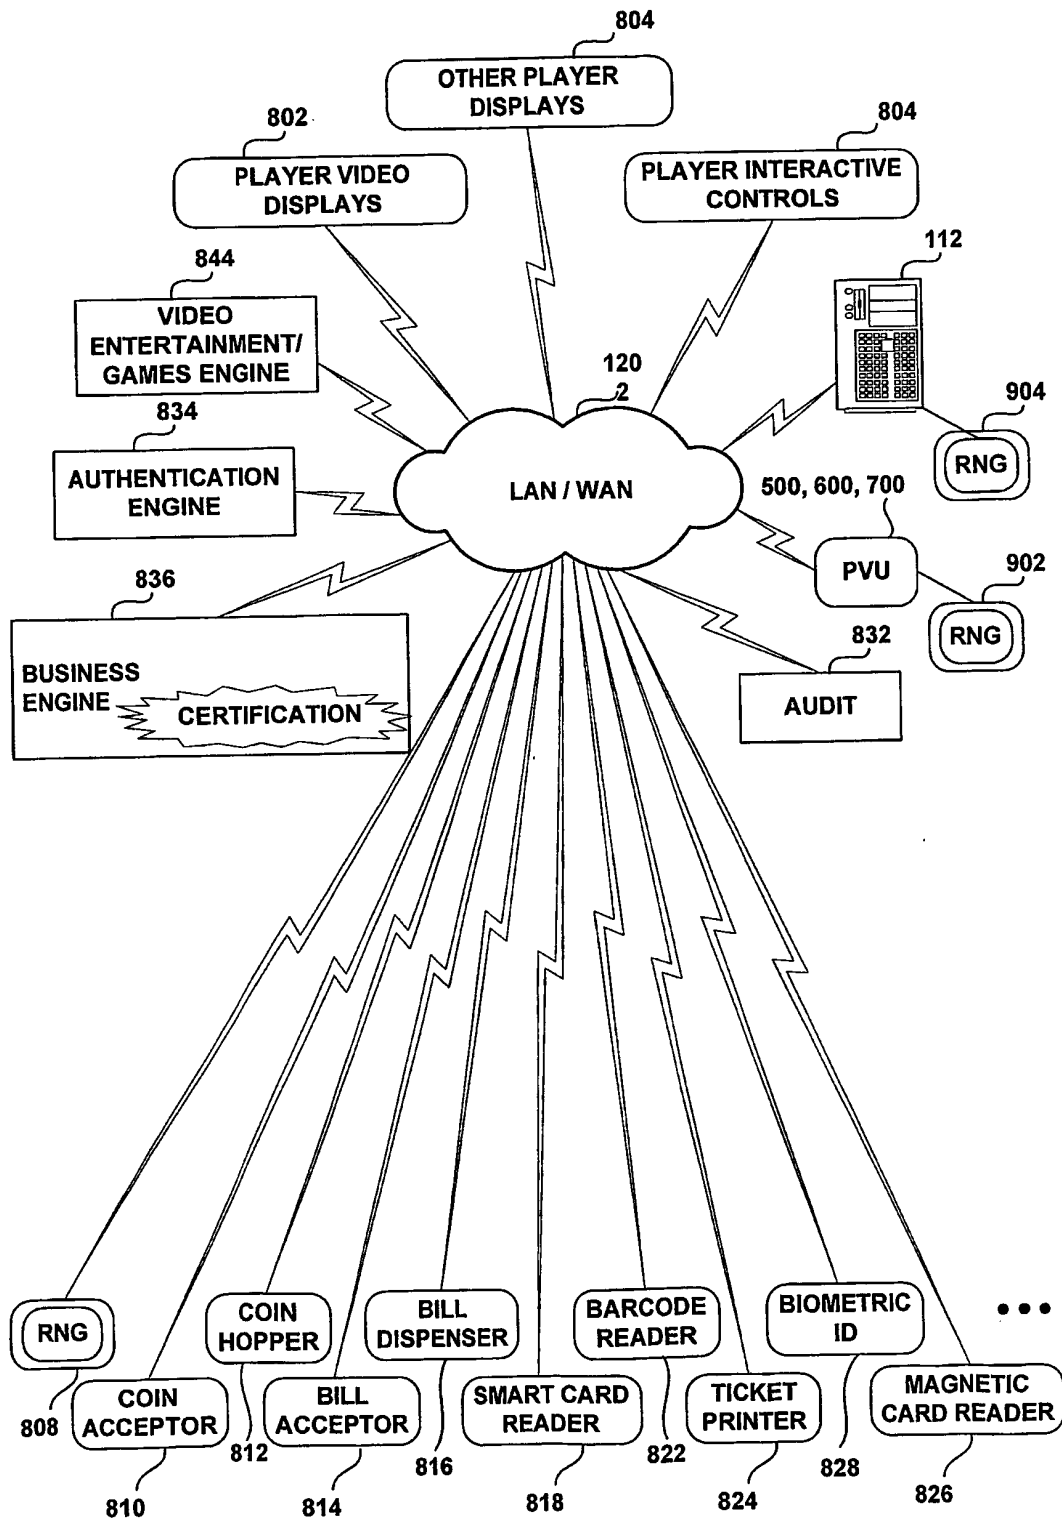 804
OTHER PLAYER
DISPLAYS
802
804
PLAYER VIDEO
DISPLAYS
PLAYER INTERACTIVE
CONTROLS
844
112
VIDEO
ENTERTAINMENT/
GAMES ENGINE
120
2
904
834
RNG
AUTHENTICATION
ENGINE
LAN / WAN
500, 600, 700
PVU
902
836
RNG
832
BUSINESS
ENGINE
CERTIFICATION
AUDIT
RNG
COIN
HOPPER
BILL
DISPENSER
BARCODE
READER
BIOMETRIC
ID
•••
808
COIN
ACCEPTOR
BILL
ACCEPTOR
SMART CARD
READER
TICKET
PRINTER
MAGNETIC
CARD READER
812
816
822
828
810
814
818
824
826